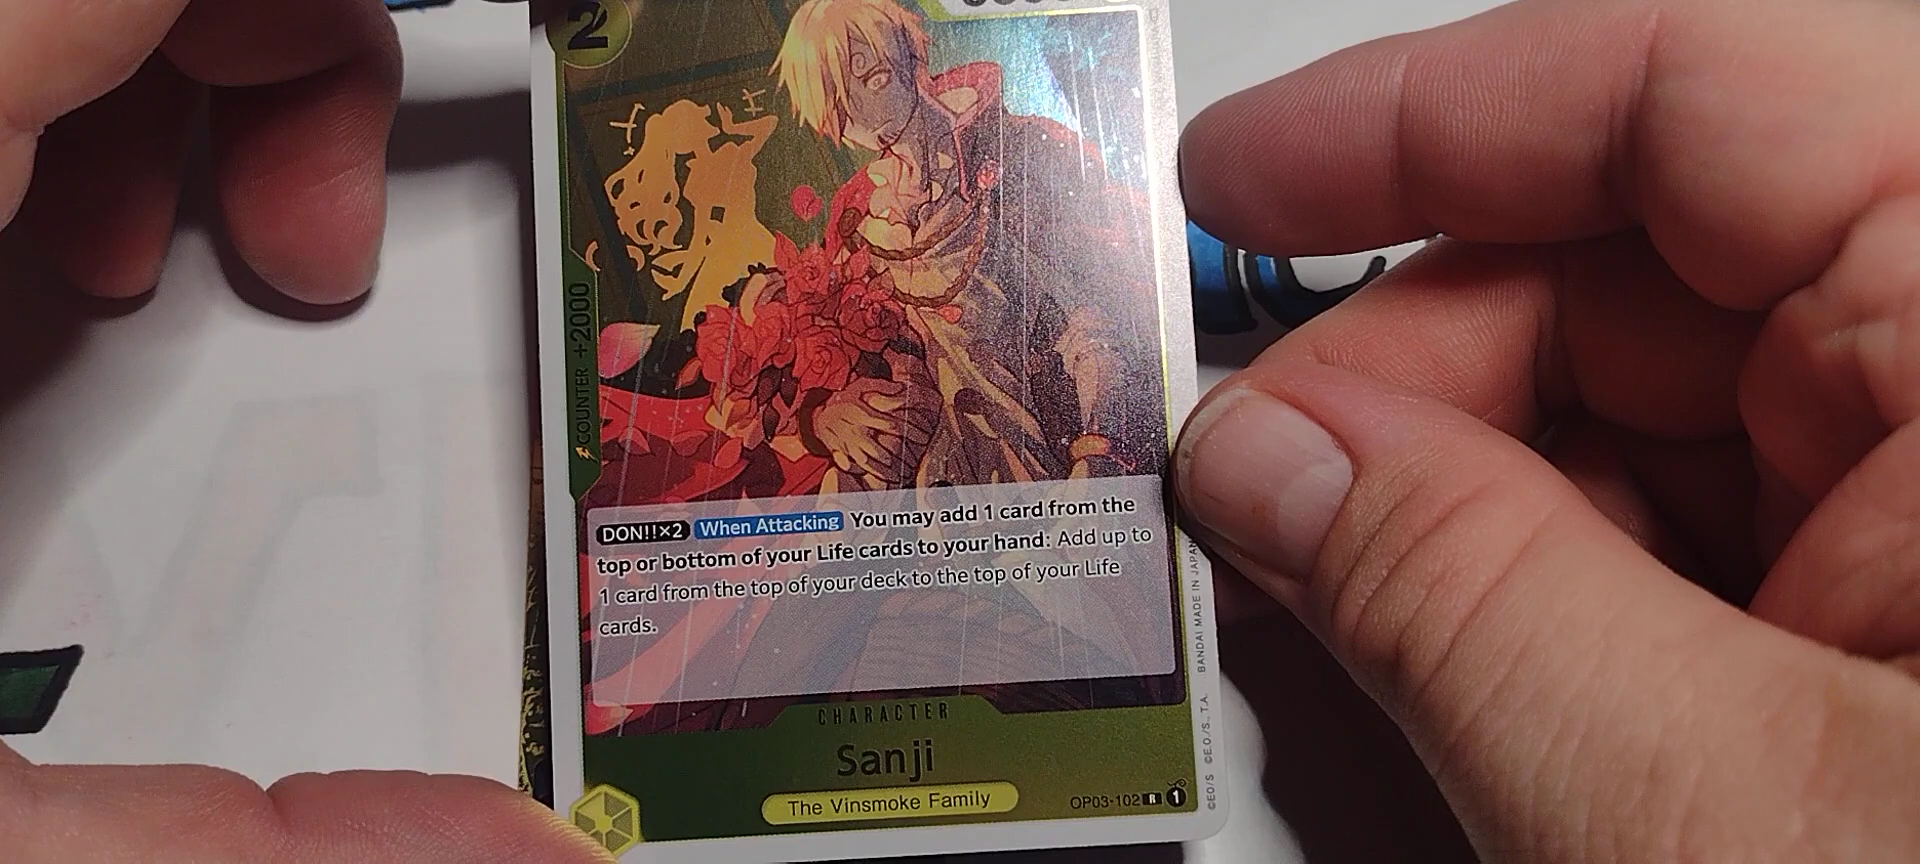 2
COUNTER +2000
DON!!×2 When Attacking You may add 1 card from the
top or bottom of your Life cards to your hand: Add up to
1 card from the top of your deck to the top of your Life
cards.
CHARACTER
Sanji
The Vinsmoke Family
OP03-102 R 1
©E.O/S ©E.O./S., T.A. BANDAI MADE IN JAPAN